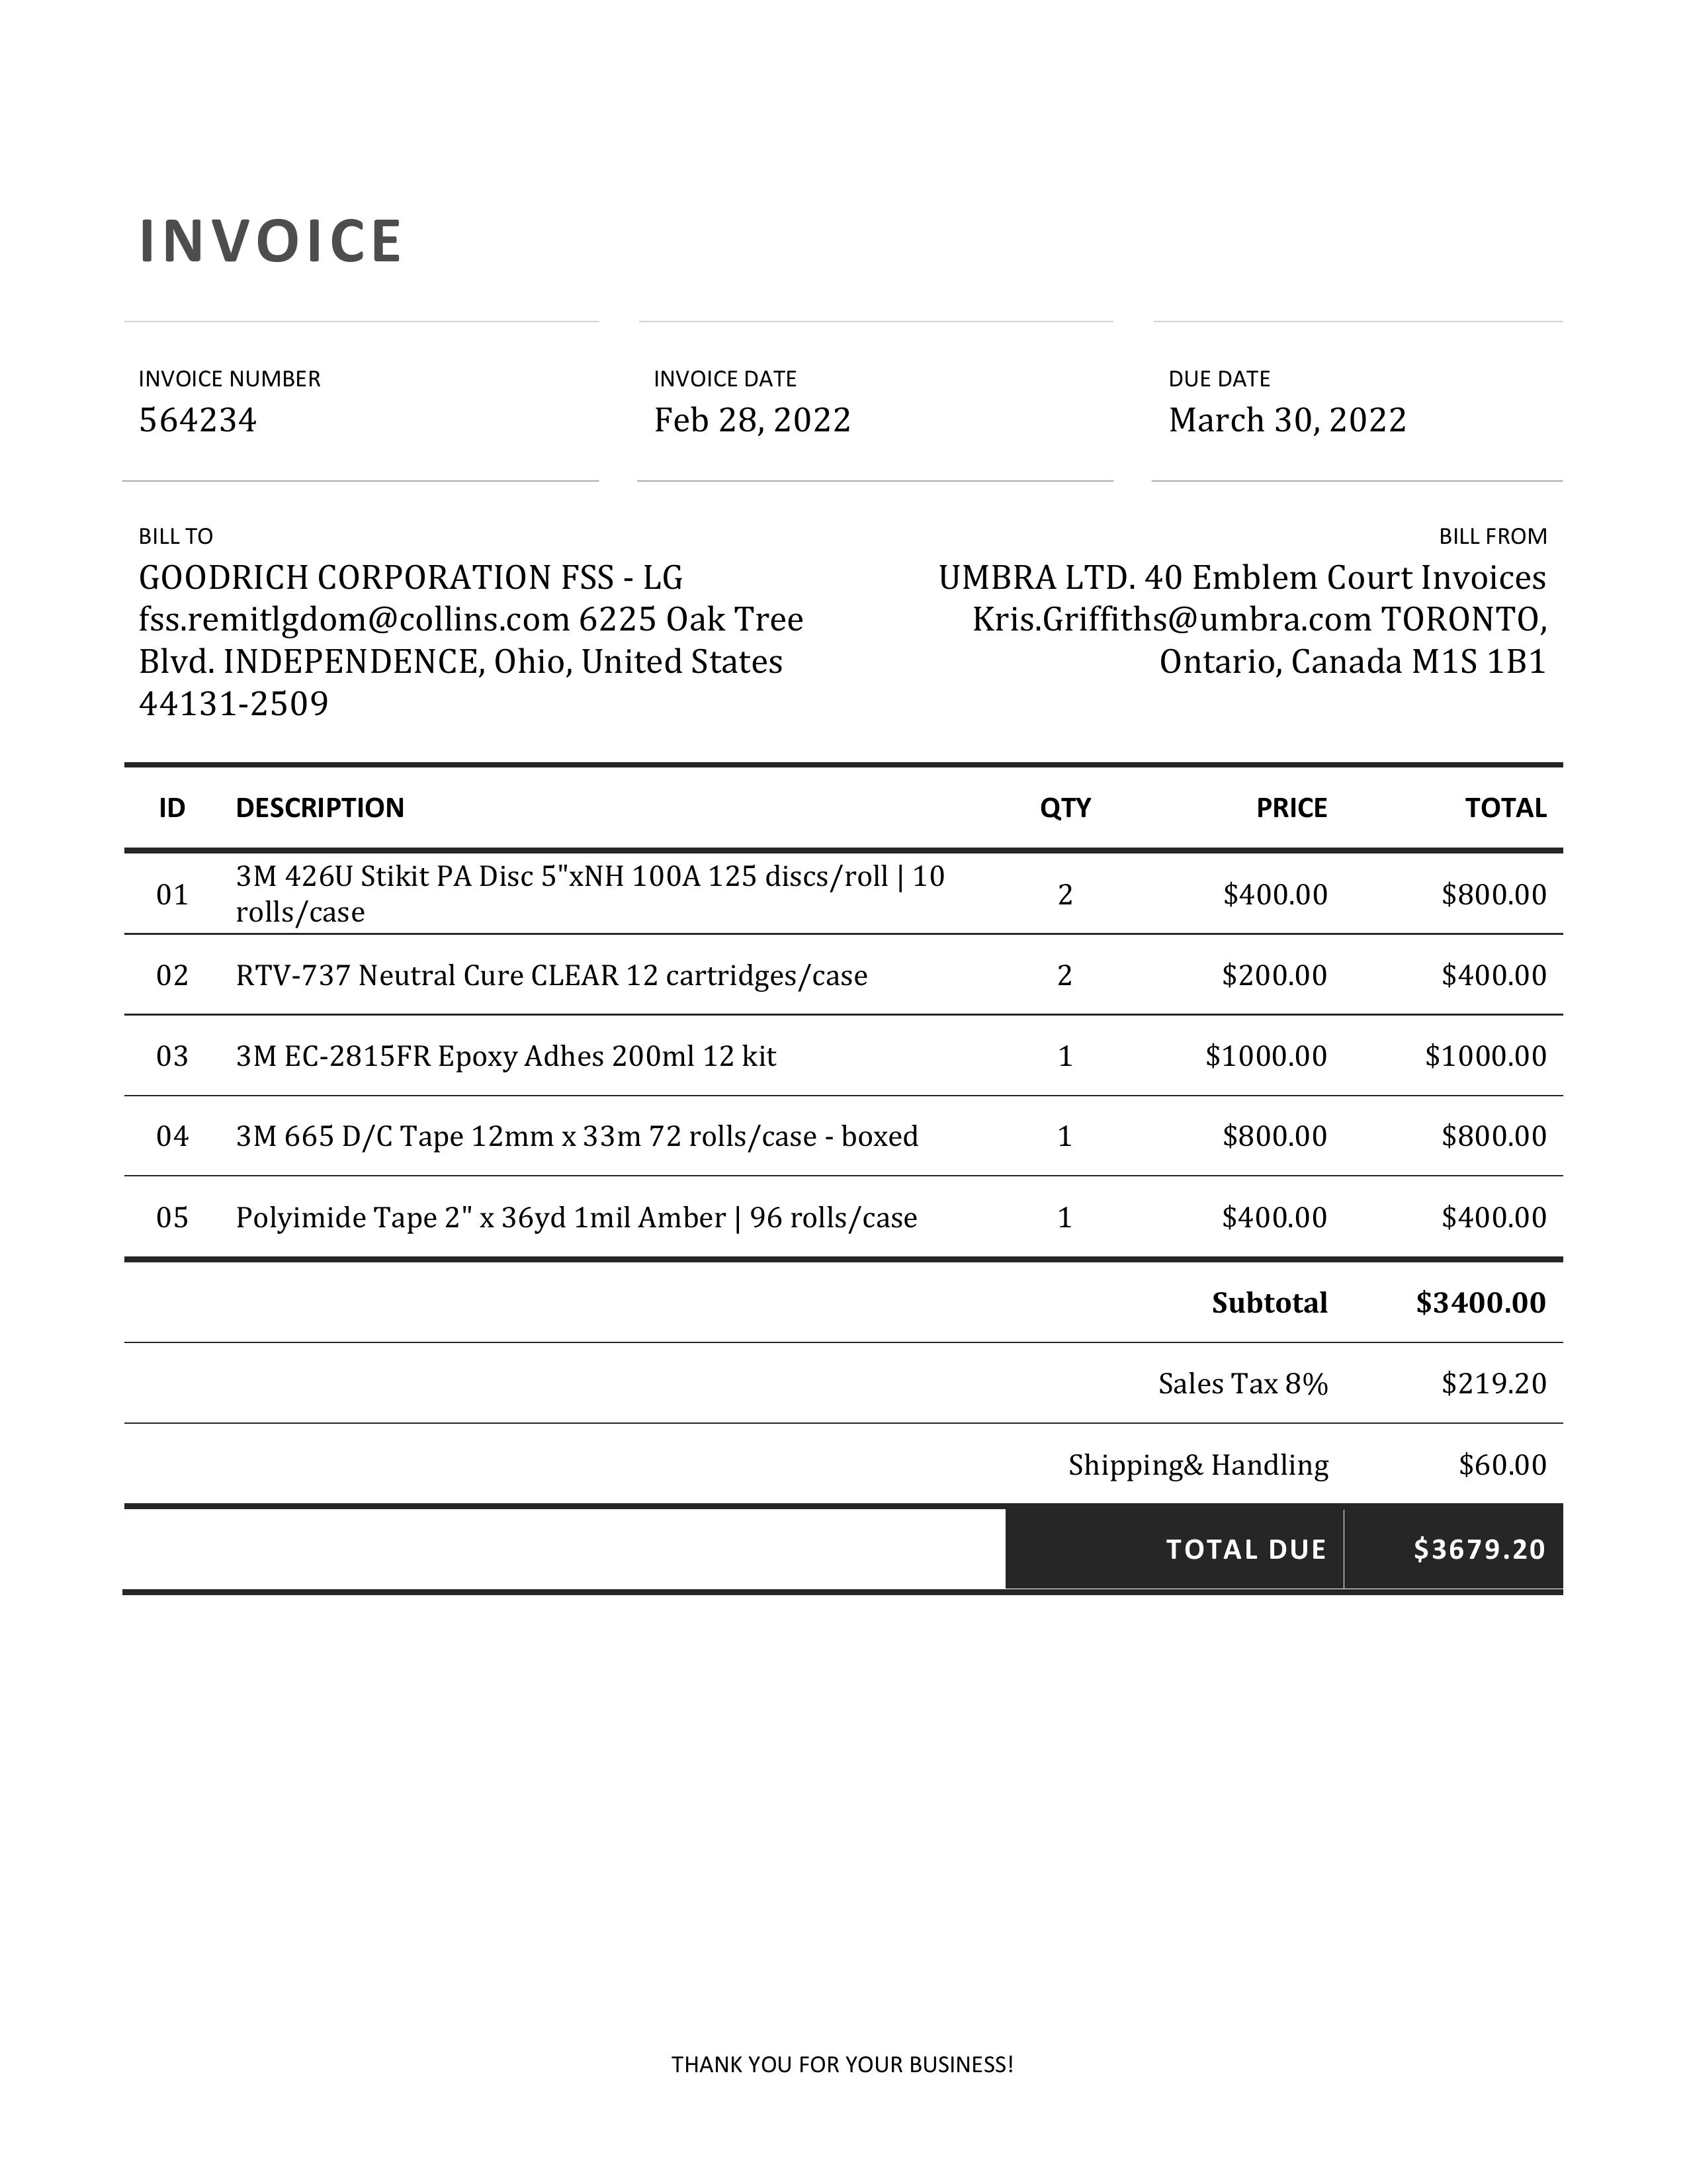 INVOICE
INVOICE NUMBER
564234
INVOICE DATE
Feb 28, 2022
DUE DATE
March 30, 2022
BILL TO
GOODRICH CORPORATION FSS - LG
fss.remitlgdom@collins.com 6225 Oak Tree
Blvd. INDEPENDENCE, Ohio, United States
44131-2509
BILL FROM
UMBRA LTD. 40 Emblem Court Invoices
Kris.Griffiths@umbra.com TORONTO,
Ontario, Canada M1S 1B1
ID DESCRIPTION QTY PRICE TOTAL
01 3M 426U Stikit PA Disc 5"xNH 100A 125 discs/roll | 10
rolls/case 2 $400.00 $800.00
02 RTV-737 Neutral Cure CLEAR 12 cartridges/case 2 $200.00 $400.00
03 3M EC-2815FR Epoxy Adhes 200ml 12 kit 1 $1000.00 $1000.00
04 3M 665 D/C Tape 12mm x 33m 72 rolls/case - boxed 1 $800.00 $800.00
05 Polyimide Tape 2" x 36yd 1mil Amber | 96 rolls/case 1 $400.00 $400.00
Subtotal $3400.00
Sales Tax 8% $219.20
Shipping& Handling $60.00
TOTAL DUE $3679.20
THANK YOU FOR YOUR BUSINESS!